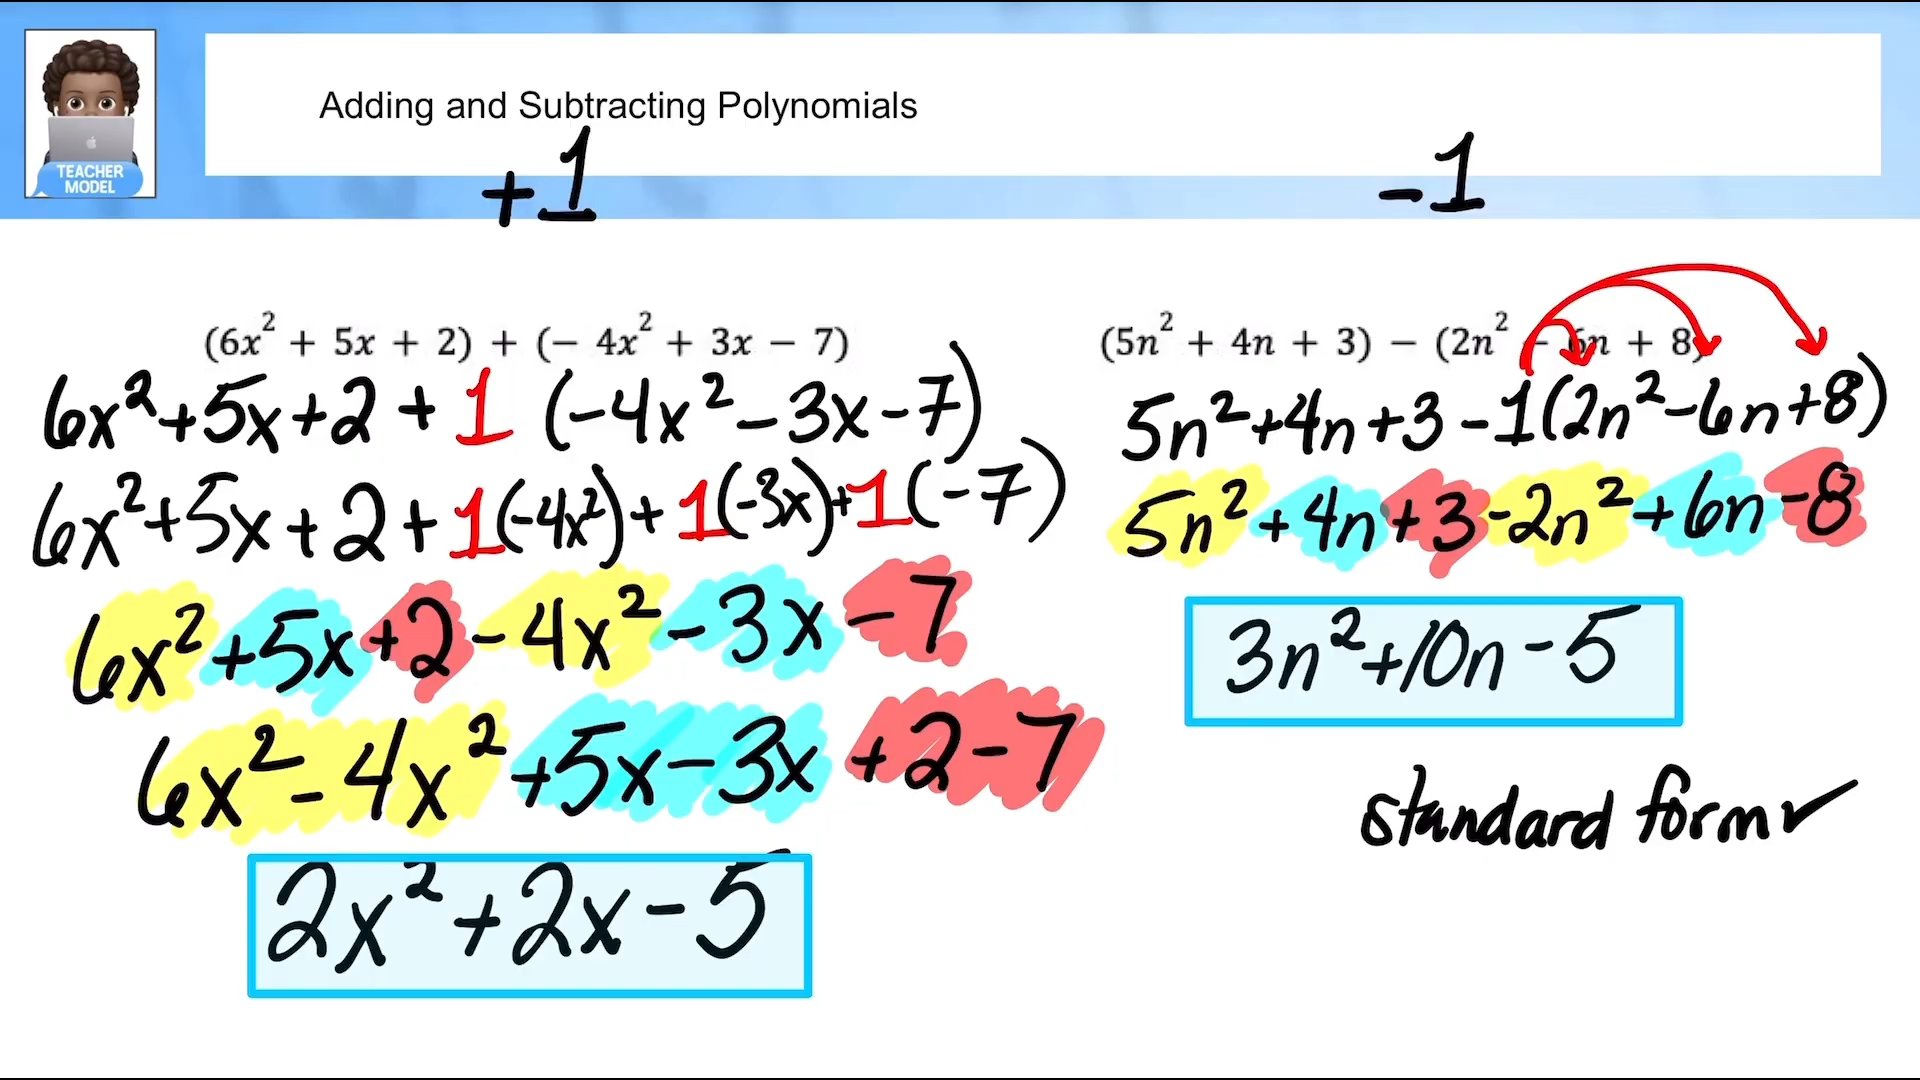 Adding and Subtracting Polynomials
TEACHER
MODEL
+1
(6x² + 5x + 2) + (− 4x² + 3x − 7)
6x²+5x+2+1(-4x²-3x-7)
6x²+5x+2+1(-4x²)+1(-3x)+1(-7)
6x²+5x+2-4x²-3x-7
6x²-4x²+5x-3x+2-7
2x²+2x-5
-1
(5n² + 4n + 3) − (2n² − 6n + 8)
5n²+4n+3-1(2n²-6n+8)
5n²+4n+3-2n²+6n-8
3n²+10n-5
standard form✓